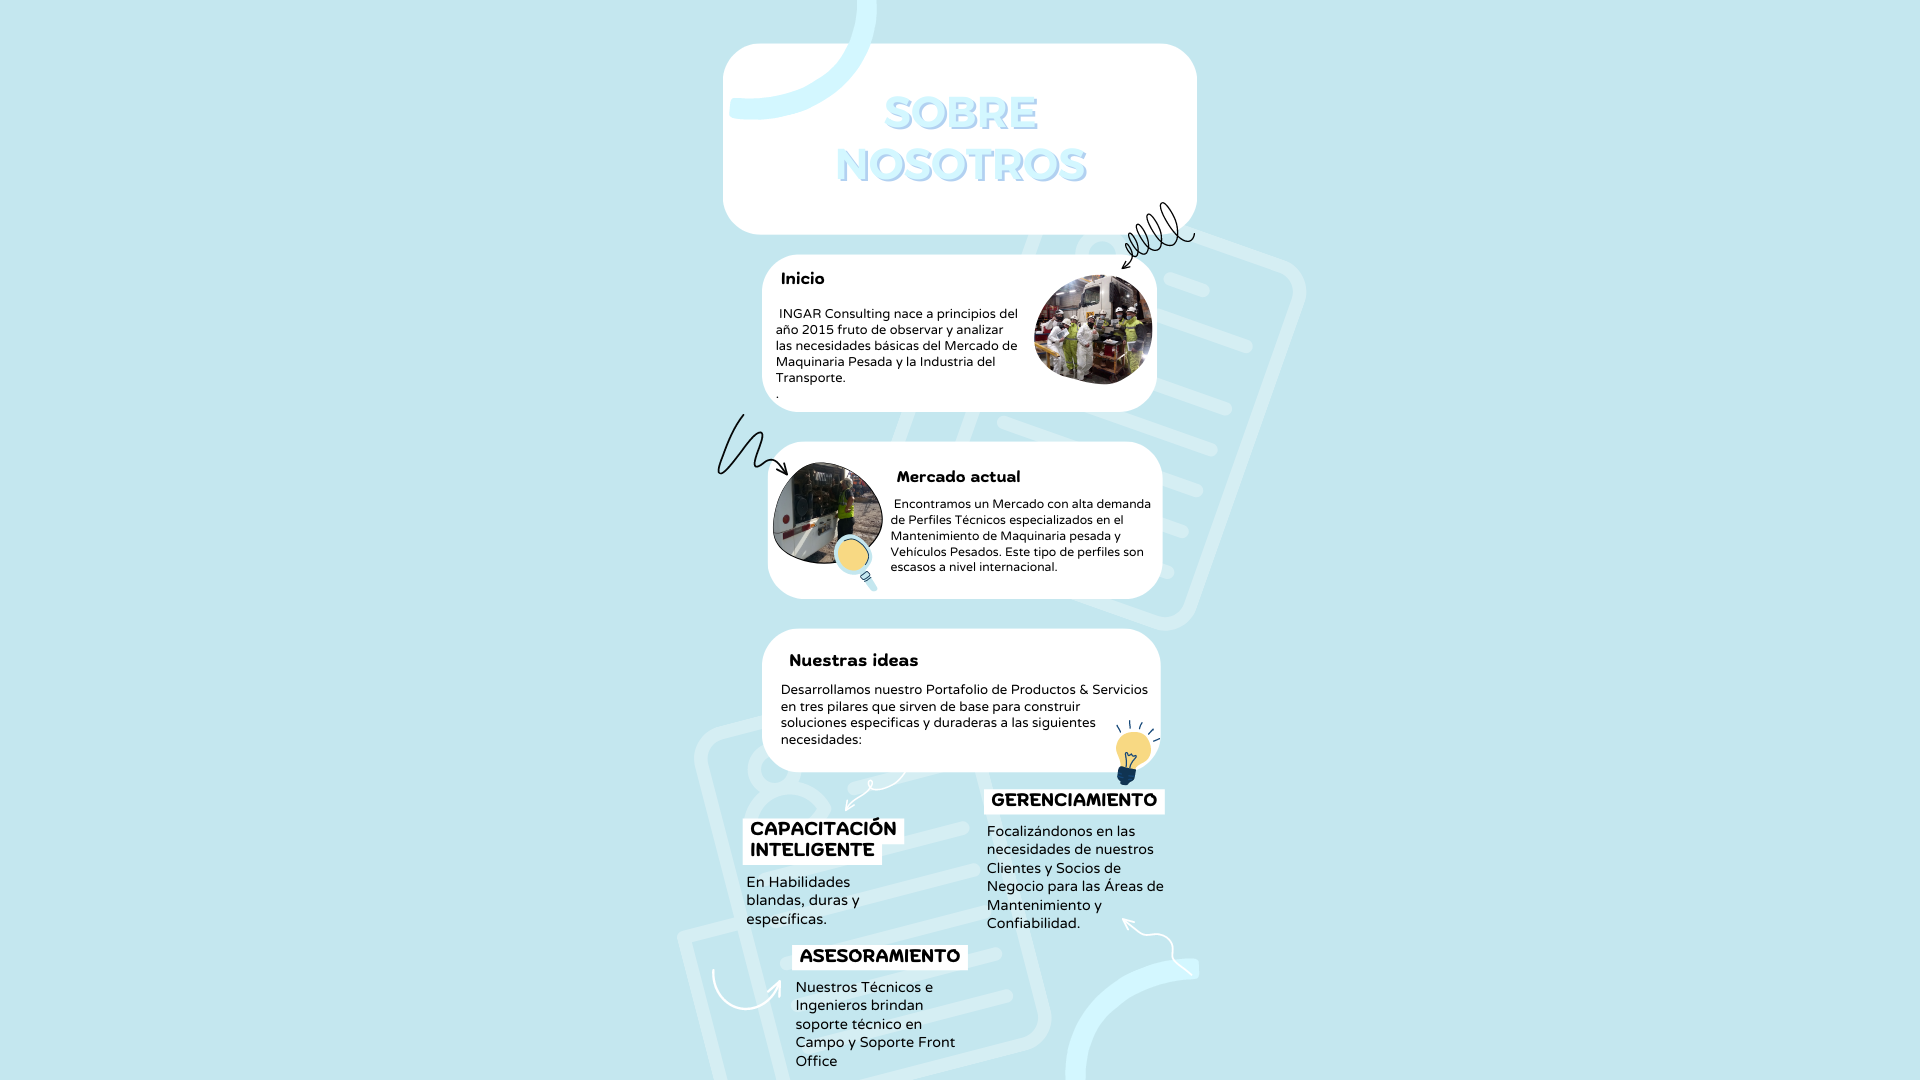 SOBRE
NOSOTROS
Inicio
INGAR Consulting nace a principios del
año 2015 fruto de observar y analizar
las necesidades básicas del Mercado de
Maquinaria Pesada y la Industria del
Transporte.
.
Mercado actual
Encontramos un Mercado con alta demanda
de Perfiles Técnicos especializados en el
Mantenimiento de Maquinaria pesada y
Vehículos Pesados. Este tipo de perfiles son
escasos a nivel internacional.
Nuestras ideas
Desarrollamos nuestro Portafolio de Productos & Servicios
en tres pilares que sirven de base para construir
soluciones especificas y duraderas a las siguientes
necesidades:
CAPACITACIÓN
INTELIGENTE
En Habilidades
blandas, duras y
específicas.
GERENCIAMIENTO
Focalizándonos en las
necesidades de nuestros
Clientes y Socios de
Negocio para las Áreas de
Mantenimiento y
Confiabilidad.
ASESORAMIENTO
Nuestros Técnicos e
Ingenieros brindan
soporte técnico en
Campo y Soporte Front
Office